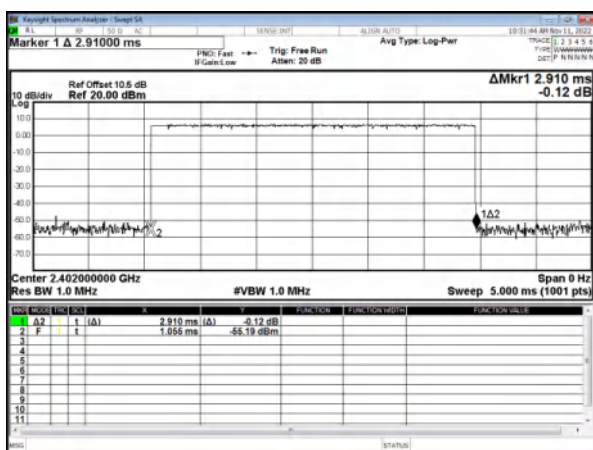 Keysight Spectrum Analyzer - Swept SA
RL RF 50 Ω AC SENSE:INT ALIGN AUTO 10:31:44 AM Nov 11, 2022
Marker 1 Δ 2.91000 ms Avg Type: Log-Pwr TRACE 1 2 3 4 5 6
PNO: Fast Trig: Free Run TYPE
IFGain:Low Atten: 20 dB DET P N N N N N
Ref Offset 10.5 dB ΔMkr1 2.910 ms
10 dB/div Ref 20.00 dBm -0.12 dB
Log
10.0
0.00
-10.0
-20.0
-30.0
-40.0
-50.0
-60.0
-70.0
1Δ2
2
Center 2.402000000 GHz Span 0 Hz
Res BW 1.0 MHz #VBW 1.0 MHz Sweep 5.000 ms (1001 pts)
MKR MODE TRC SCL X Y FUNCTION FUNCTION WIDTH FUNCTION VALUE
1 Δ2 1 t (Δ) 2.910 ms (Δ) -0.12 dB
2 F 1 t 1.055 ms -55.19 dBm
3
4
5
6
7
8
9
10
11
MSG STATUS